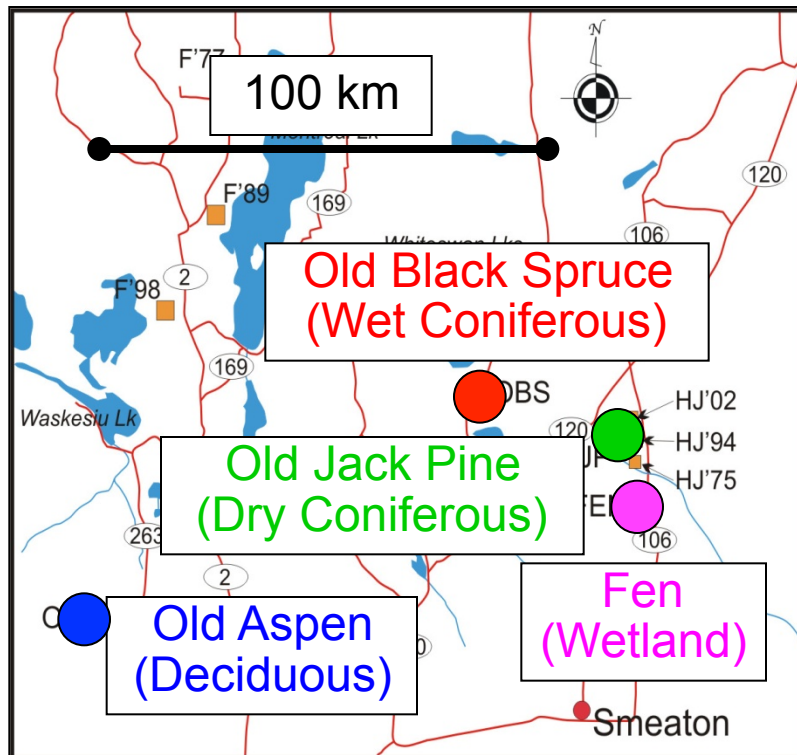 F'77
N
100 km
120
F'89
169
106
Old Black Spruce
(Wet Coniferous)
2
F'98
169
Waskesiu Lk
OBS
HJ'02
120
HJ'94
Old Jack Pine
(Dry Coniferous)
HJ'75
263
106
2
Fen
(Wetland)
Old Aspen
(Deciduous)
Smeaton